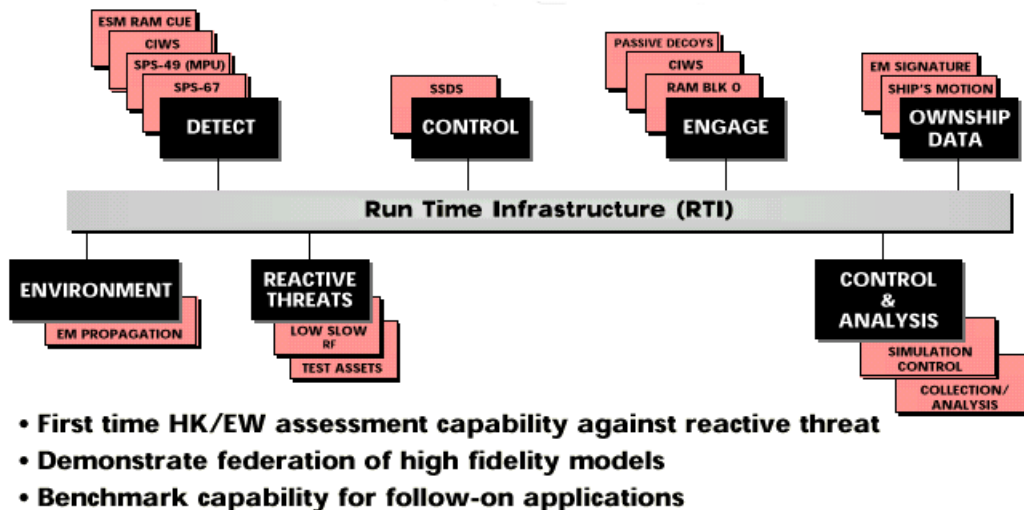 ESM RAM CUE
CIWS
SPS-49 (MPU)
SPS-67
DETECT
SSDS
CONTROL
PASSIVE DECOYS
CIWS
RAM BLK 0
ENGAGE
EM SIGNATURE
SHIP'S MOTION
OWNSHIP
DATA
Run Time Infrastructure (RTI)
ENVIRONMENT
EM PROPAGATION
REACTIVE
THREATS
LOW SLOW
RF
TEST ASSETS
CONTROL
&
ANALYSIS
SIMULATION
CONTROL
COLLECTION/
ANALYSIS
• First time HK/EW assessment capability against reactive threat
• Demonstrate federation of high fidelity models
• Benchmark capability for follow-on applications